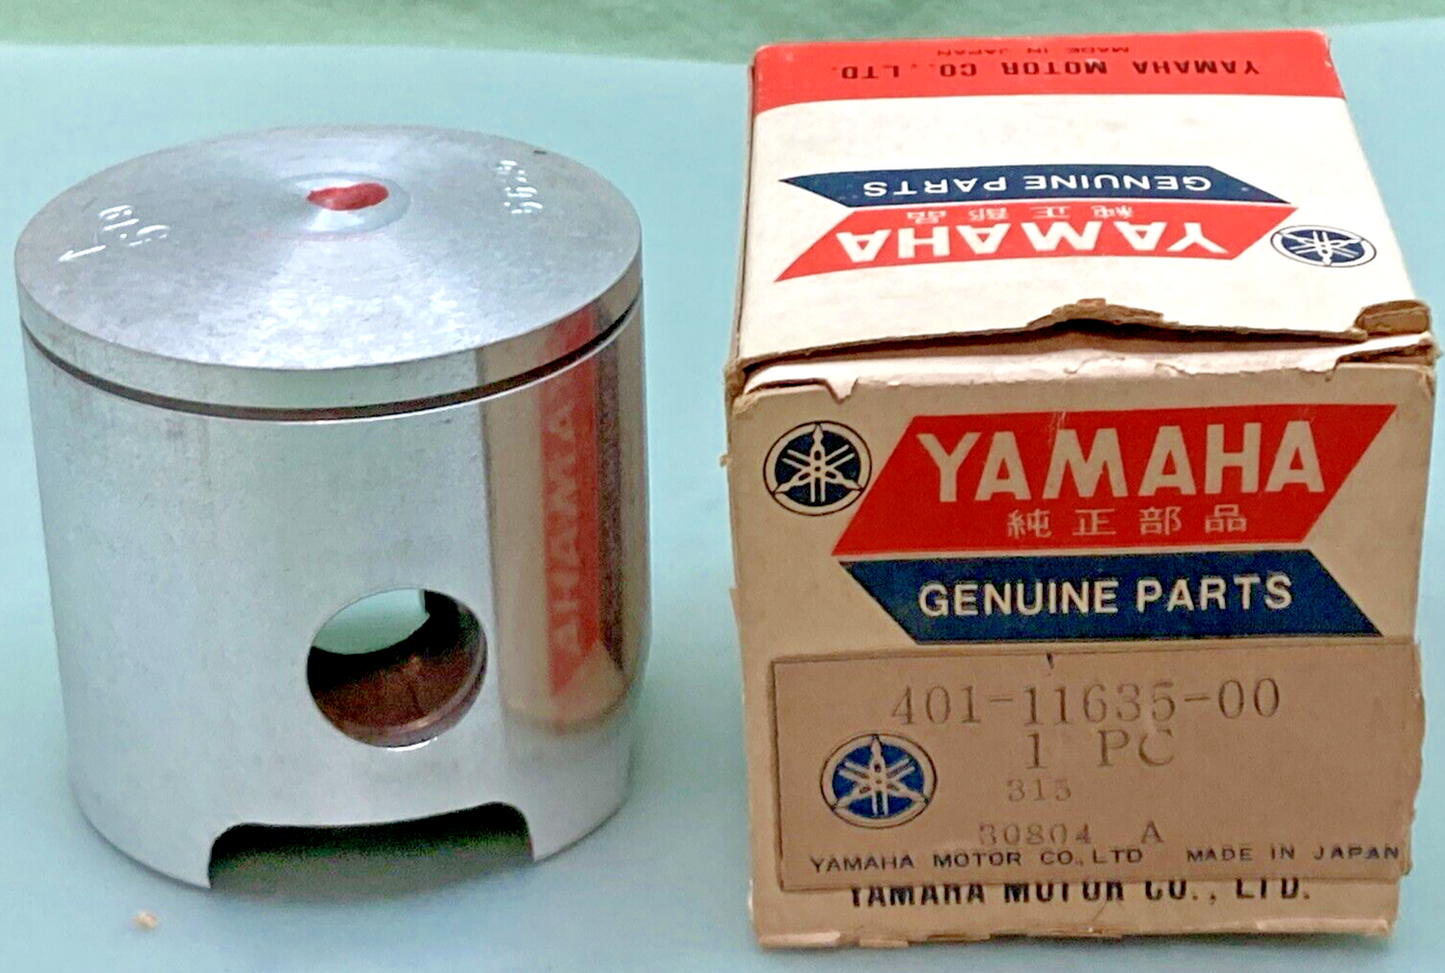 MADE IN JAPAN
YAMAHA MOTOR CO., LTD.
GENUINE PARTS
純正部品
YAMAHA
YAMAHA
純正部品
GENUINE PARTS
401-11635-00
1 PC
315
30804 A
YAMAHA MOTOR CO., LTD MADE IN JAPAN
YAMAHA MOTOR CO., LTD.
YAMAHA